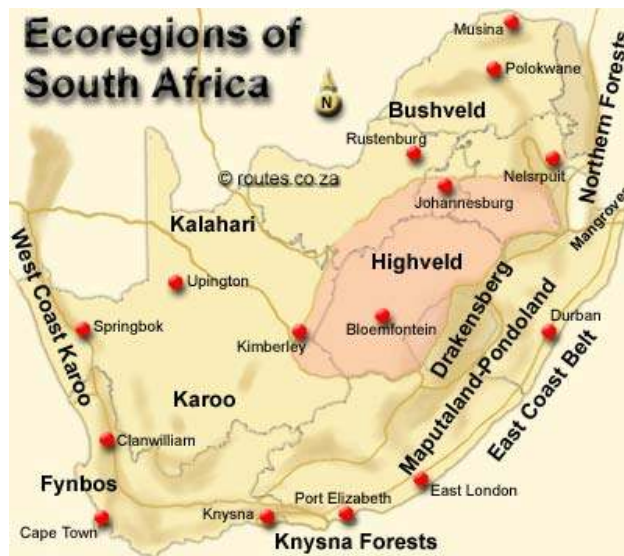 Ecoregions of
South Africa
N
Musina
Polokwane
Bushveld
Northern Forests
Rustenburg
© routes.co.za
Nelsrpuit
Johannesburg
Kalahari
Mangroves
West Coast Karoo
Highveld
Upington
Drakensberg
Maputaland-Pondoland
Springbok
Kimberley
Bloemfontein
Durban
East Coast Belt
Karoo
Clanwilliam
Fynbos
Port Elizabeth
East London
Cape Town
Knysna
Knysna Forests